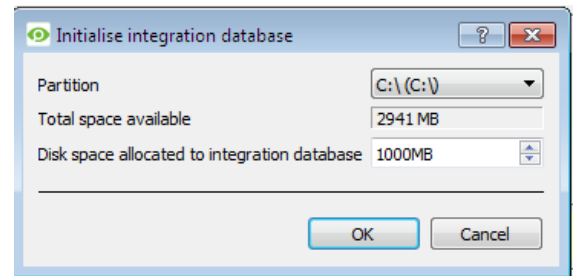 Initialise integration database
?
Partition C:\ (C:\)
Total space available 2941 MB
Disk space allocated to integration database 1000MB
OK Cancel